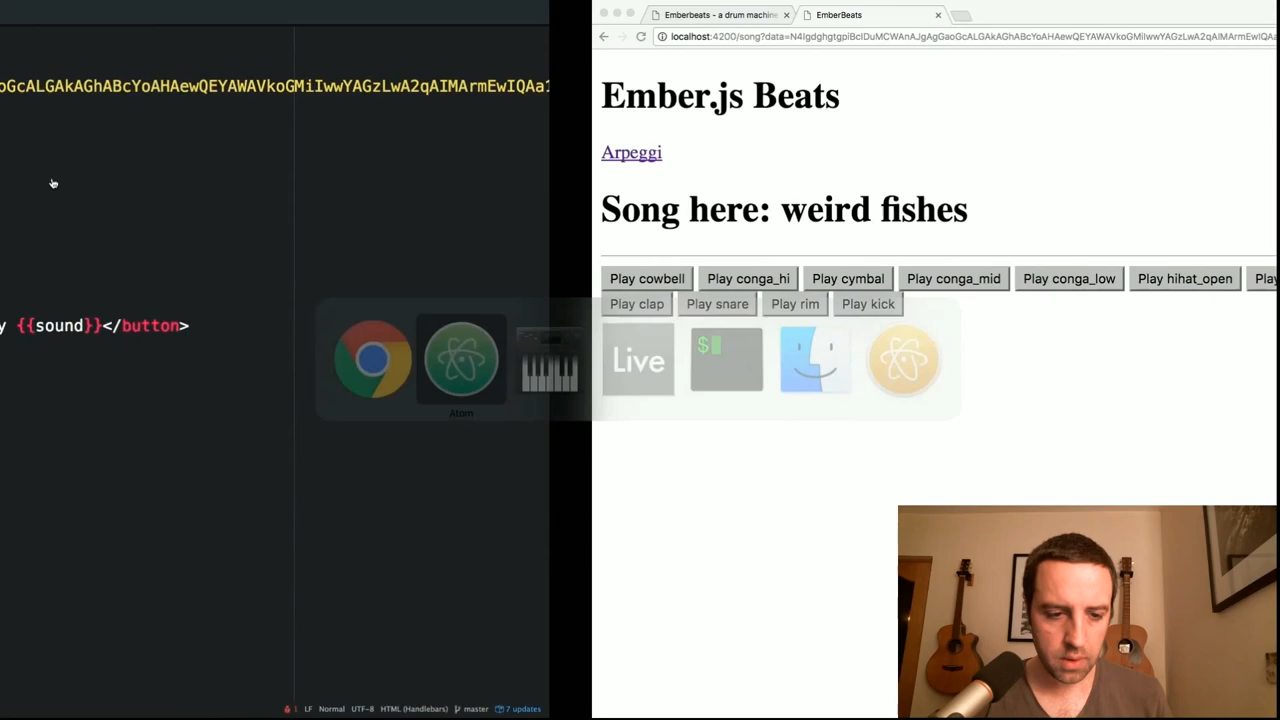 Emberbeats - a drum machine
EmberBeats
localhost:4200/song?data=
Ember.js Beats
Arpeggi
Song here: weird fishes
Play cowbell Play conga_hi Play cymbal Play conga_mid Play conga_low Play hihat_open
Play clap Play snare Play rim Play kick
y {{sound}}</button>
Live
$
Atom
1 LF Normal UTF-8 HTML (Handlebars) master 7 updates